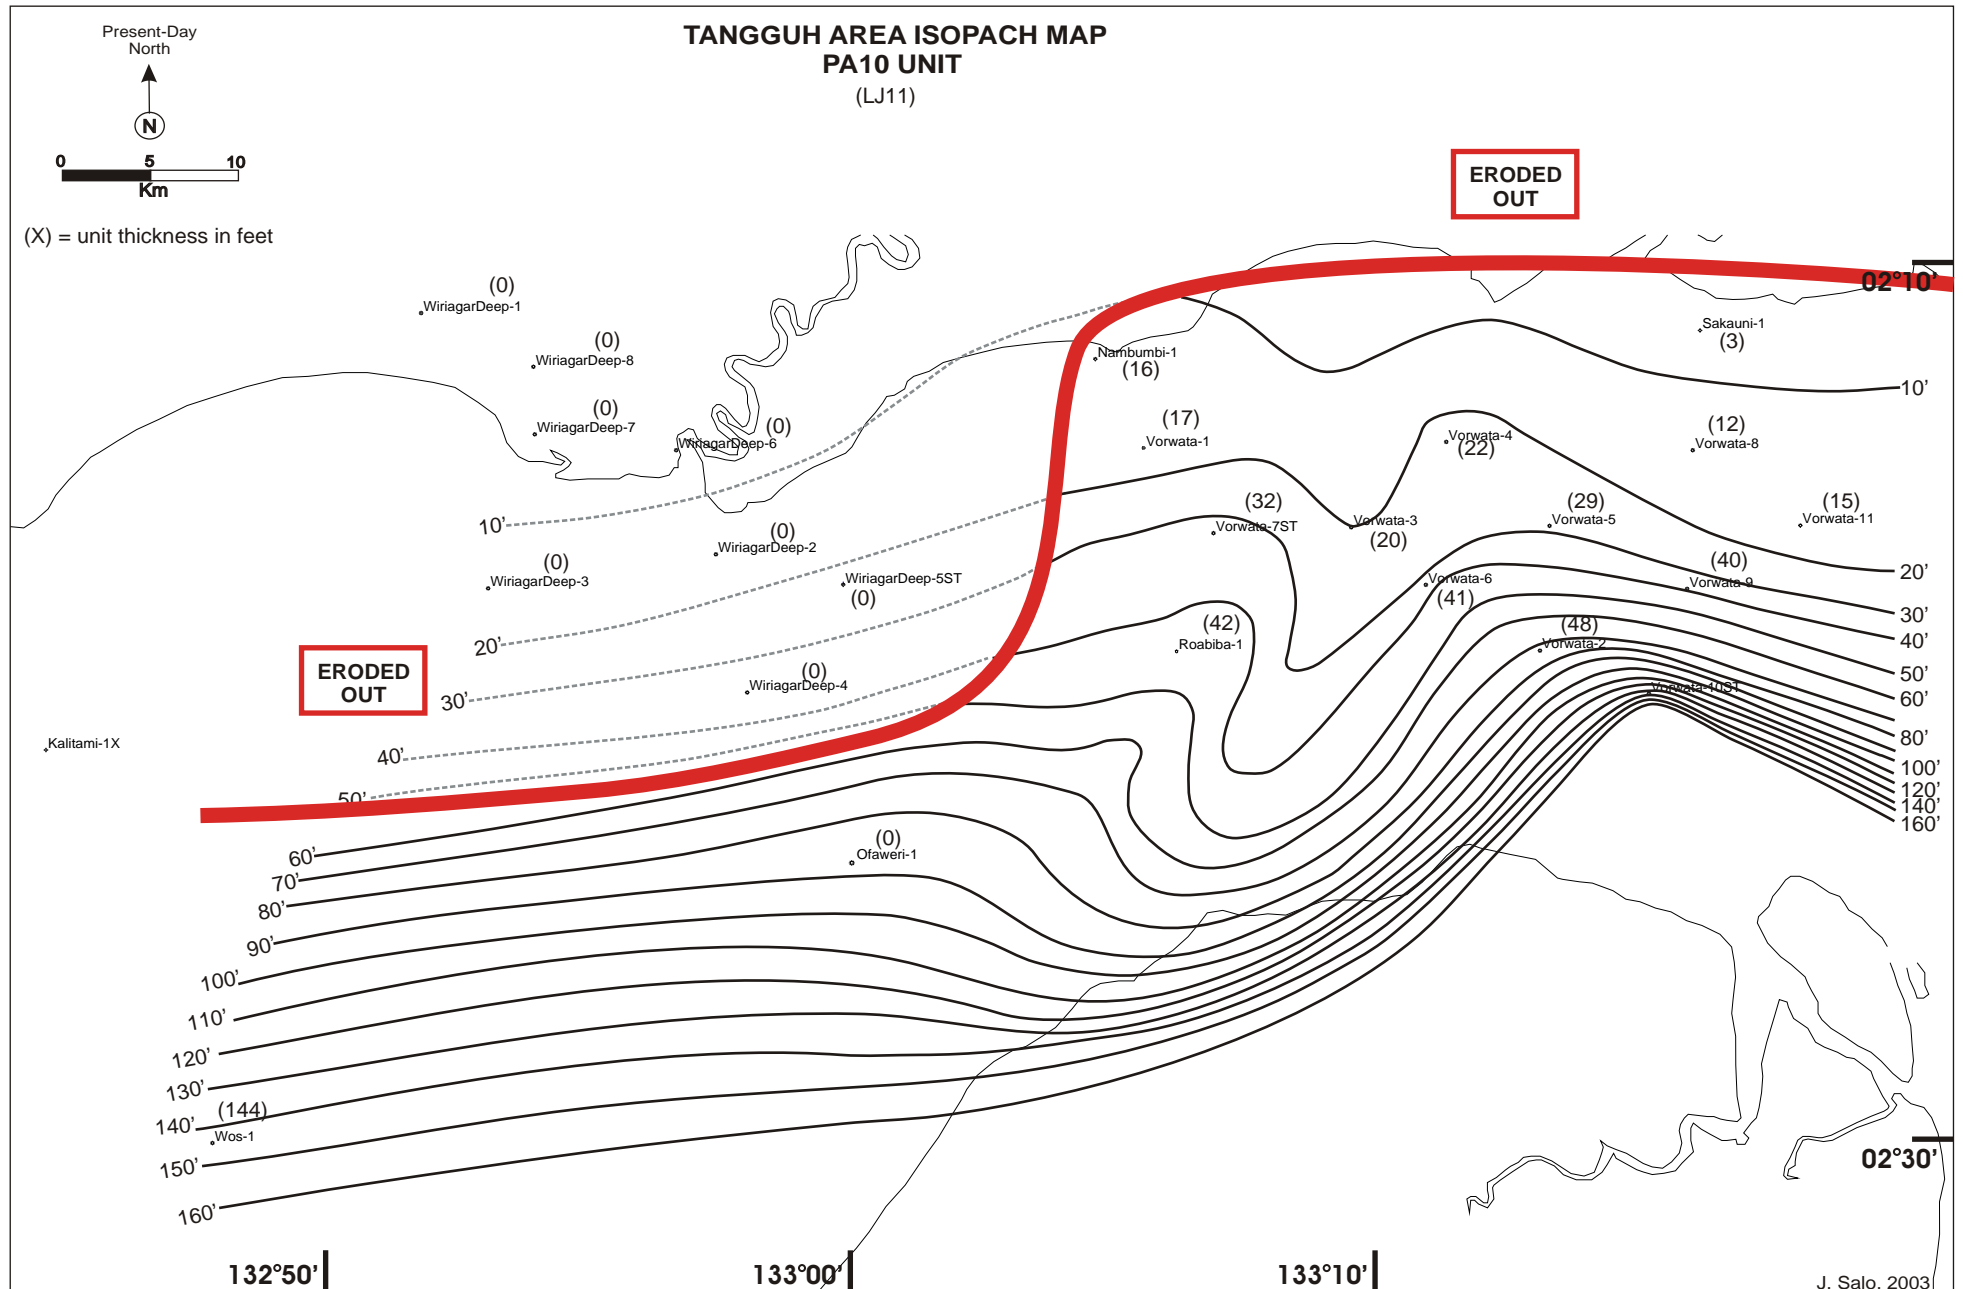 Present-Day
North
N
0 5 10
Km
(X) = unit thickness in feet
TANGGUH AREA ISOPACH MAP
PA10 UNIT
(LJ11)
ERODED
OUT
02°10'
(0)
WiriagarDeep-1
(0)
WiriagarDeep-8
(0)
WiriagarDeep-7
(0)
WiriagarDeep-6
Nambumbi-1
(16)
Sakauni-1
(3)
10'
(17)
Vorwata-1
Vorwata-4
(22)
(12)
Vorwata-8
10'
(0)
WiriagarDeep-2
(0)
WiriagarDeep-3
WiriagarDeep-5ST
(0)
(32)
Vorwata-7ST
Vorwata-3
(20)
(29)
Vorwata-5
(15)
Vorwata-11
Vorwata-6
(41)
(40)
Vorwata-9
20'
30'
40'
50'
60'
80'
100'
120'
140'
160'
20'
30'
40'
50'
ERODED
OUT
(0)
WiriagarDeep-4
(42)
Roabiba-1
(48)
Vorwata-2
Vorwata-10ST
Kalitami-1X
(0)
Ofaweri-1
60'
70'
80'
90'
100'
110'
120'
130'
140'
150'
160'
(144)
Wos-1
02°30'
132°50'
133°00'
133°10'
J. Salo, 2003